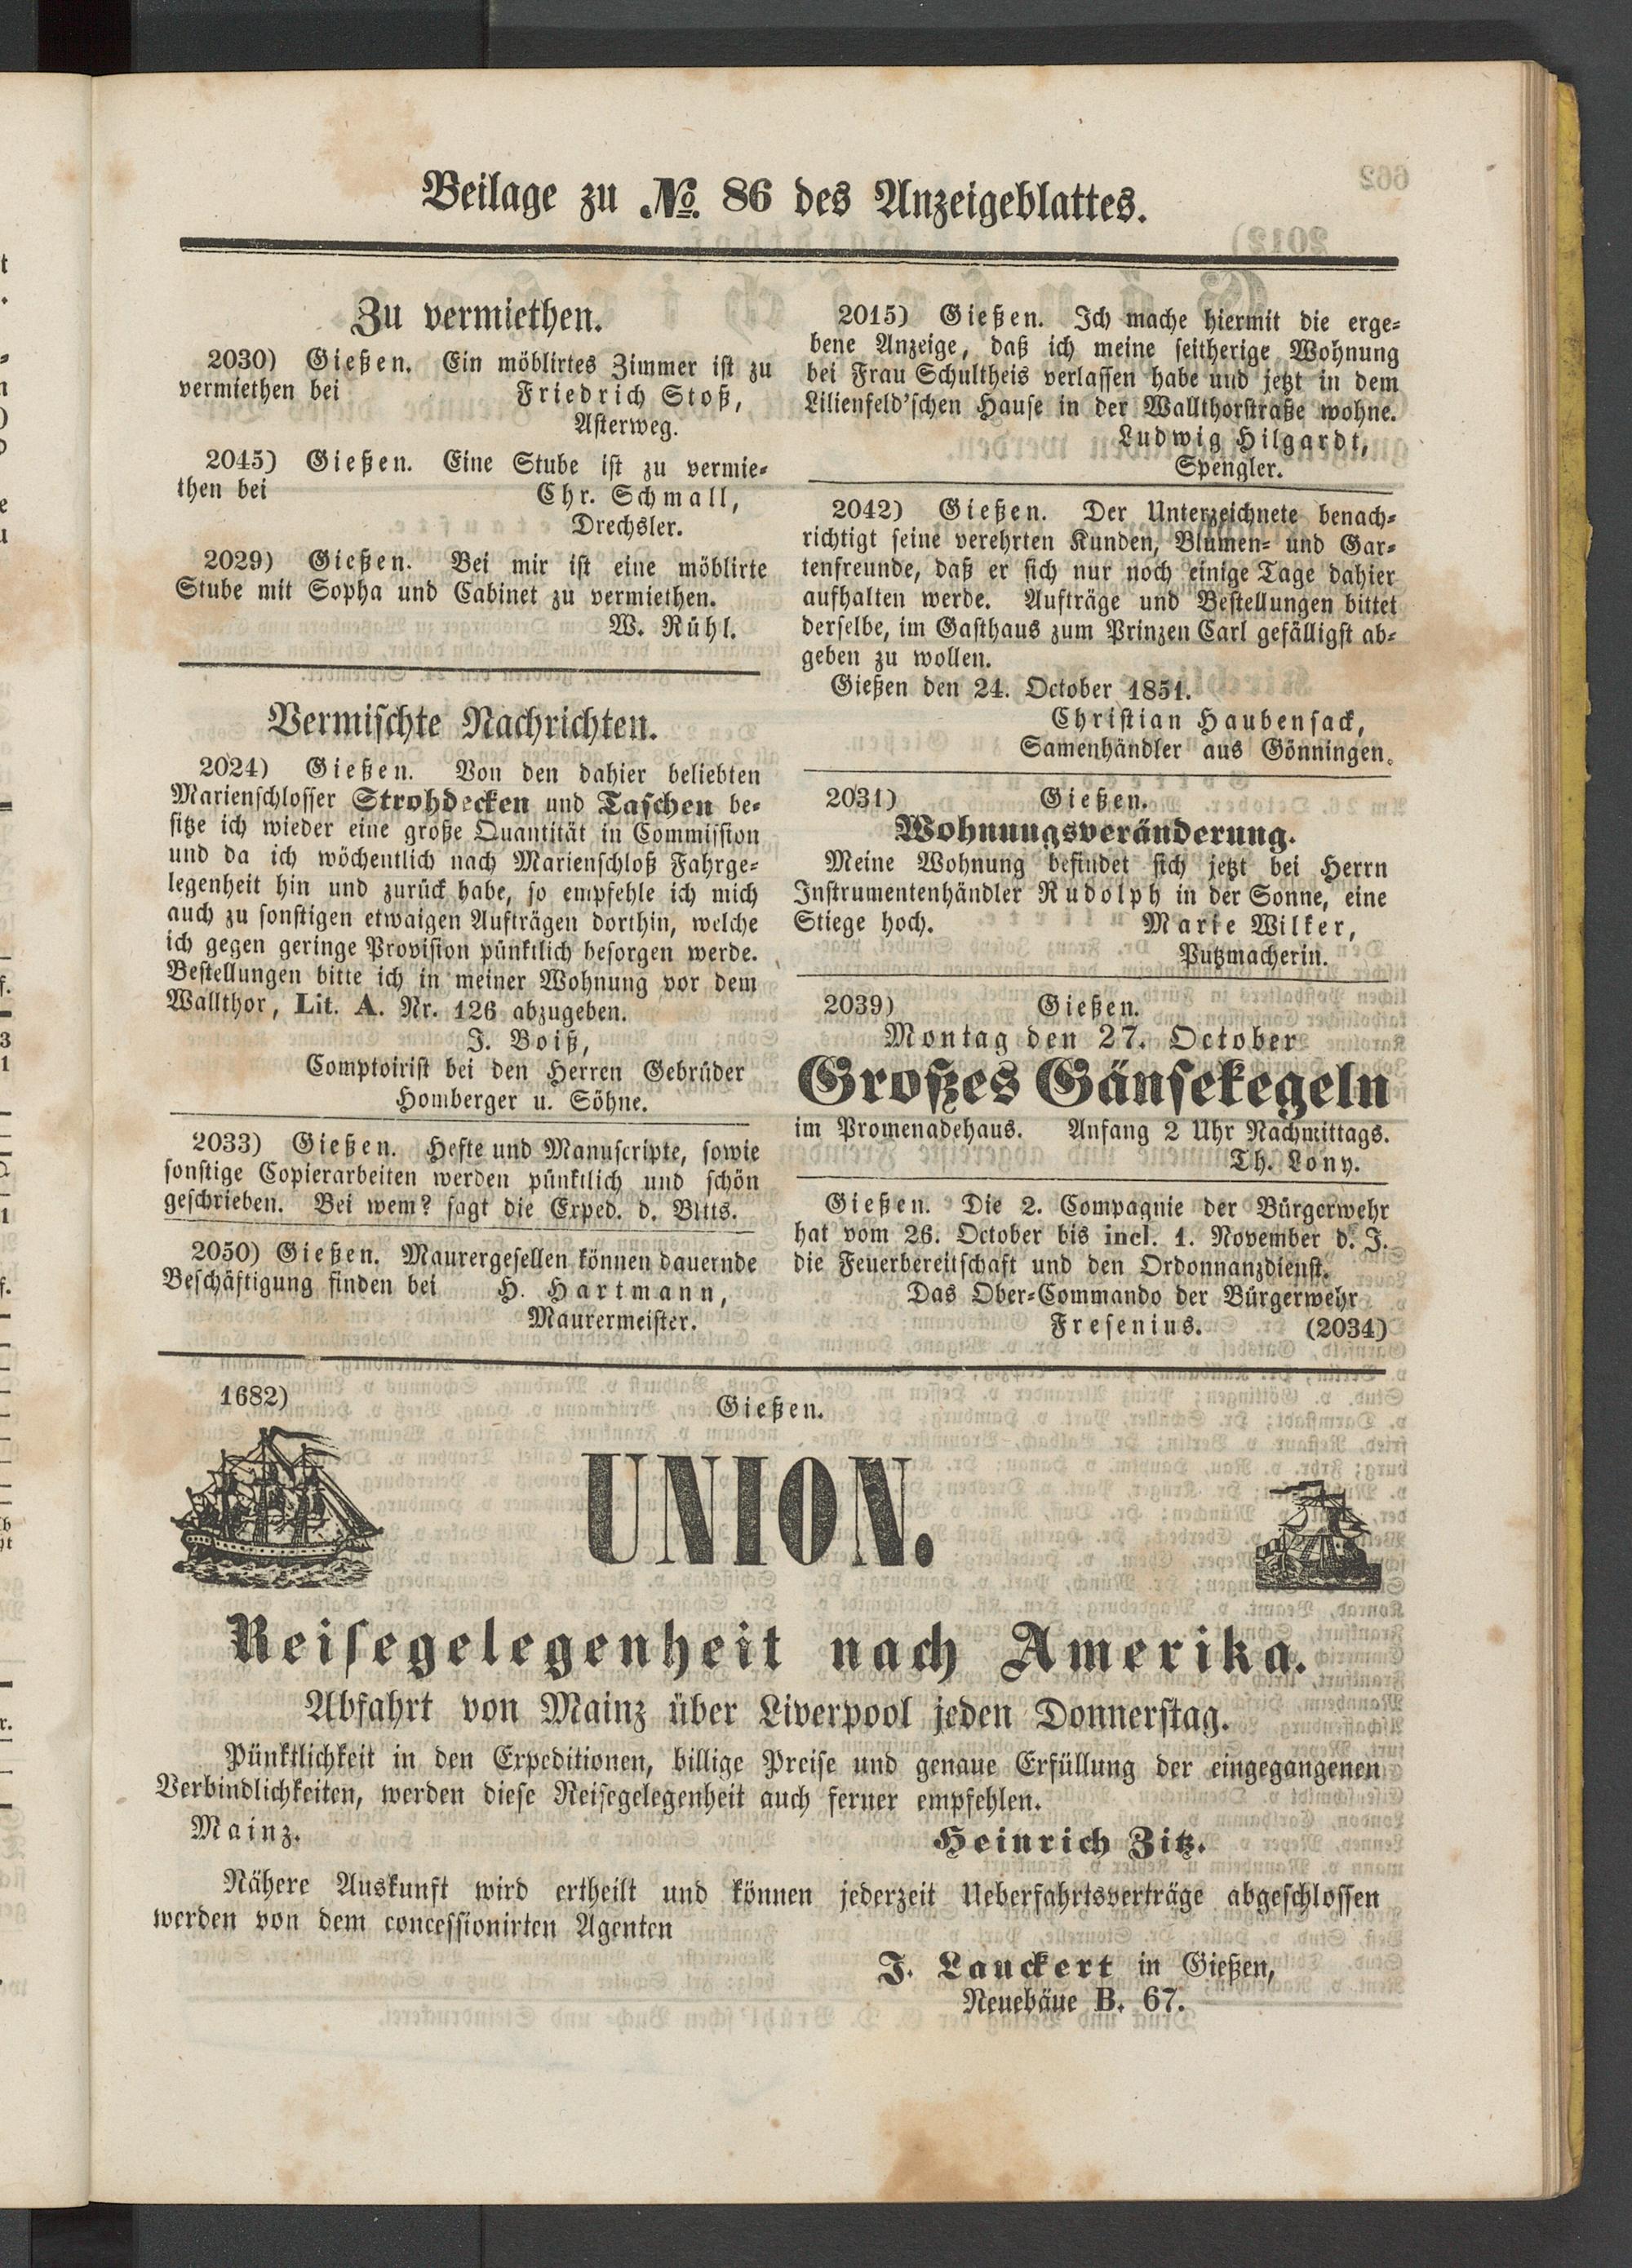 Beilage zu No. 86 des Anzeigeblattes.
Zu vermiethen.
2030) Gießen. Ein möblirtes Zimmer ist zu
vermiethen bei Friedrich Stoß,
Asterweg.
2045) Gießen. Eine Stube ist zu vermie-
then bei Chr. Schmall,
Drechsler.
2029) Gießen. Bei mir ist eine möblirte
Stube mit Sopha und Cabinet zu vermiethen.
W. Rühl.
Vermischte Nachrichten.
2024) Gießen. Von den dahier beliebten
Marienschlosser Strohdecken und Taschen be-
sitze ich wieder eine große Quantität in Commission
und da ich wöchentlich nach Marienschloß Fahrge-
legenheit hin und zurück habe, so empfehle ich mich
auch zu sonstigen etwaigen Aufträgen dorthin, welche
ich gegen geringe Provision pünktlich besorgen werde.
Bestellungen bitte ich in meiner Wohnung vor dem
Wallthor, Lit. A. Nr. 126 abzugeben.
J. Boiß,
Comptoirist bei den Herren Gebrüder
Homberger u. Söhne.
2033) Gießen. Hefte und Manuscripte, sowie
sonstige Copierarbeiten werden pünktlich und schön
geschrieben. Bei wem? sagt die Exped. d. Bltts.
2050) Gießen. Maurergesellen können dauernde
Beschäftigung finden bei H. Hartmann,
Maurermeister.
2015) Gießen. Ich mache hiermit die erge-
bene Anzeige, daß ich meine seitherige Wohnung
bei Frau Schultheis verlassen habe und jetzt in dem
Lilienfeld'schen Hause in der Wallthorstraße wohne.
Ludwig Hilgardt,
Spengler.
2042) Gießen. Der Unterzeichnete benach-
richtigt seine verehrten Kunden, Blumen- und Gar-
tenfreunde, daß er sich nur noch einige Tage dahier
aufhalten werde. Aufträge und Bestellungen bittet
derselbe, im Gasthaus zum Prinzen Carl gefälligst ab-
geben zu wollen.
Gießen den 24. October 1851.
Christian Haubensack,
Samenhändler aus Gönningen.
2031) Gießen.
Wohnungsveränderung.
Meine Wohnung befindet sich jetzt bei Herrn
Instrumentenhändler Rudolph in der Sonne, eine
Stiege hoch. Marie Wilker,
Putzmacherin.
2039) Gießen.
Montag den 27. October
Großes Gänsekegeln
im Promenadehaus. Anfang 2 Uhr Nachmittags.
Th. Lony.
Gießen. Die 2. Compagnie der Bürgerwehr
hat vom 26. October bis incl. 1. November d. J.
die Feuerbereitschaft und den Ordonnanzdienst.
Das Ober-Commando der Bürgerwehr
Fresenius. (2034)
1682) Gießen.
UNION.
Reisegelegenheit nach Amerika.
Abfahrt von Mainz über Liverpool jeden Donnerstag.
Pünktlichkeit in den Expeditionen, billige Preise und genaue Erfüllung der eingegangenen
Verbindlichkeiten, werden diese Reisegelegenheit auch ferner empfehlen.
Mainz. Heinrich Zitz.
Nähere Auskunft wird ertheilt und können jederzeit Ueberfahrtsverträge abgeschlossen
werden von dem concessionirten Agenten
J. Lauckert in Gießen,
Neuebäue B. 67.